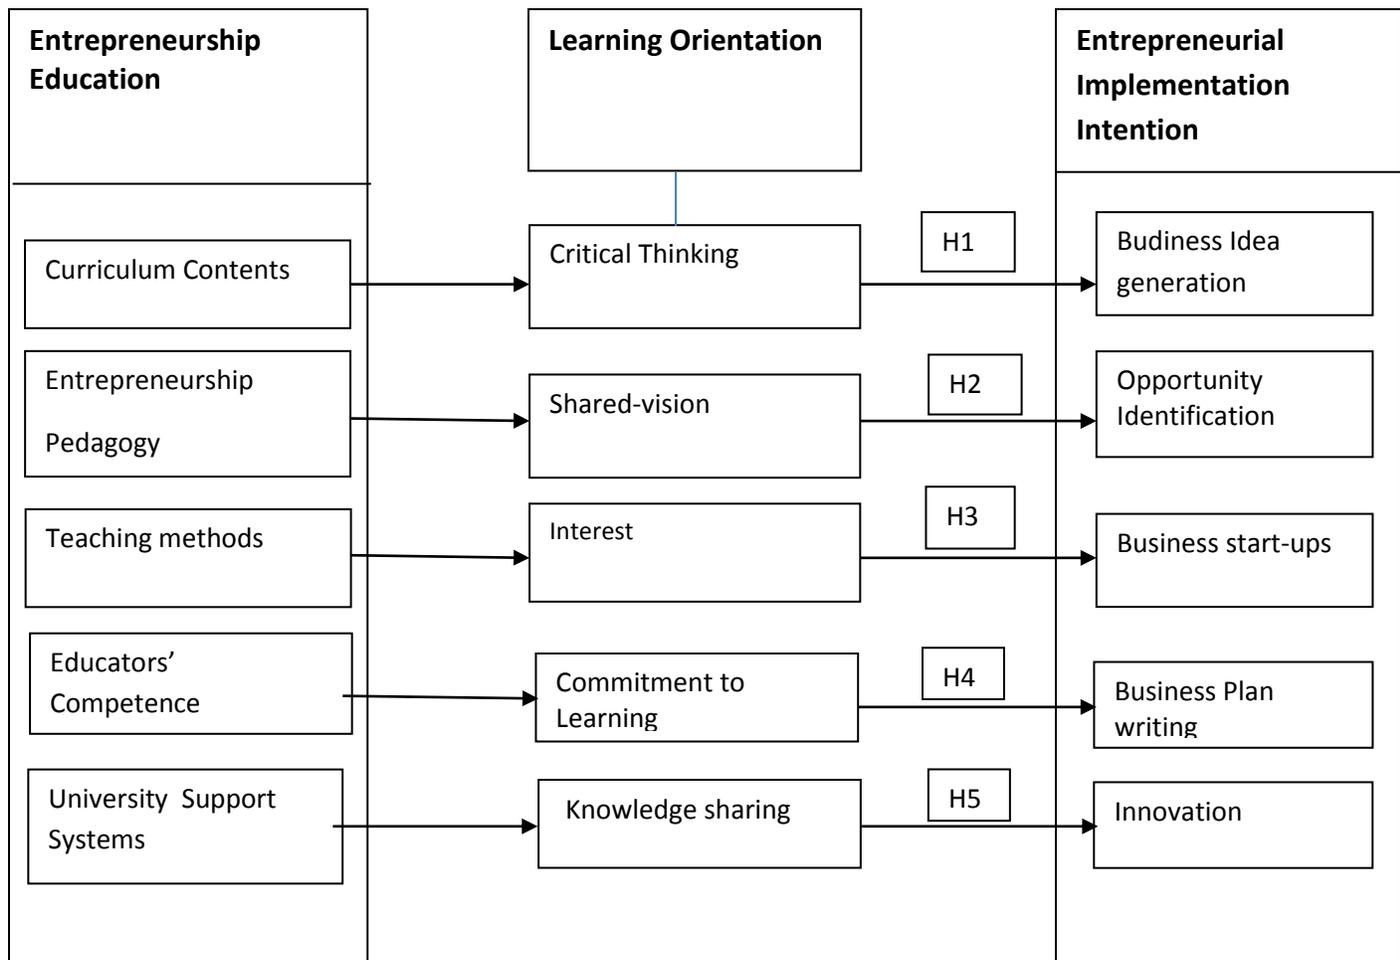 Entrepreneurship
Education
Learning Orientation
Entrepreneurial
Implementation
Intention
Curriculum Contents
Critical Thinking
H1
Budiness Idea
generation
Entrepreneurship
Pedagogy
Shared-vision
H2
Opportunity
Identification
Teaching methods
Interest
H3
Business start-ups
Educators’
Competence
Commitment to
Learning
H4
Business Plan
writing
University  Support
Systems
Knowledge sharing
H5
Innovation